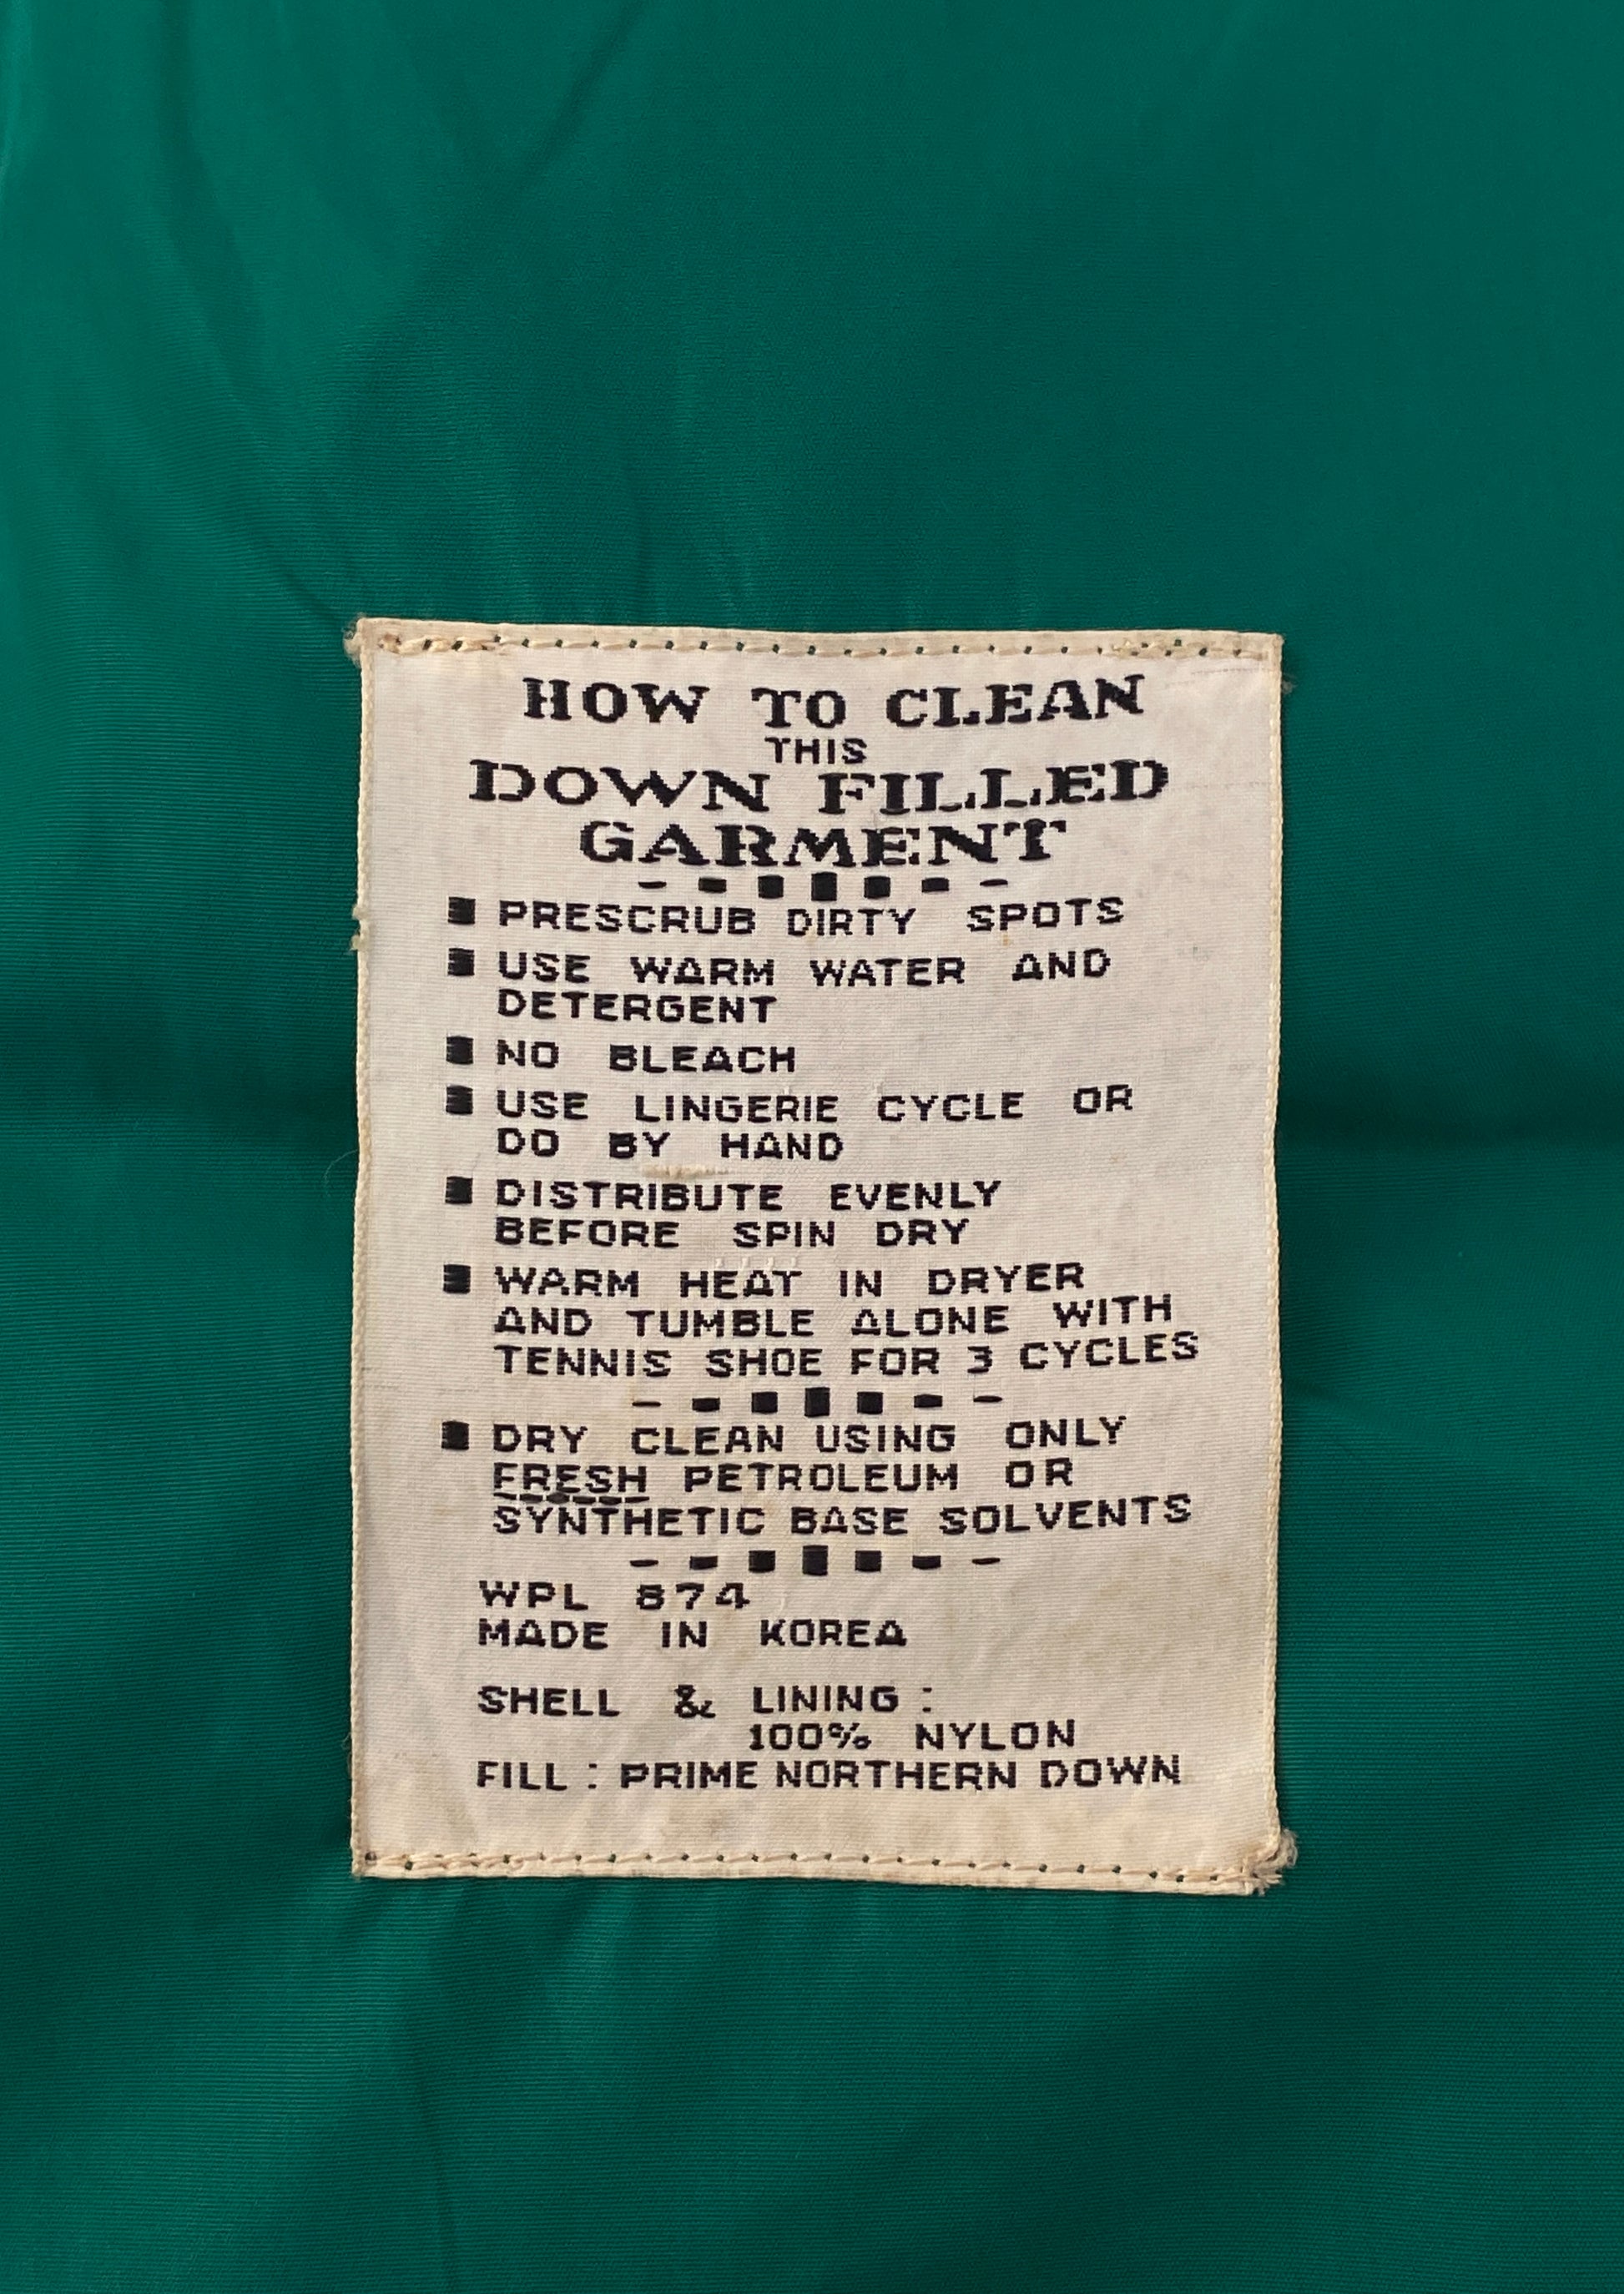 HOW TO CLEAN
THIS
DOWN FILLED
GARMENT
PRESCRUB DIRTY SPOTS
USE WARM WATER AND
DETERGENT
NO BLEACH
USE LINGERIE CYCLE OR
DO BY HAND
DISTRIBUTE EVENLY
BEFORE SPIN DRY
WARM HEAT IN DRYER
AND TUMBLE ALONE WITH
TENNIS SHOE FOR 3 CYCLES
DRY CLEAN USING ONLY
FRESH PETROLEUM OR
SYNTHETIC BASE SOLVENTS
WPL 874
MADE IN KOREA
SHELL & LINING :
100% NYLON
FILL : PRIME NORTHERN DOWN